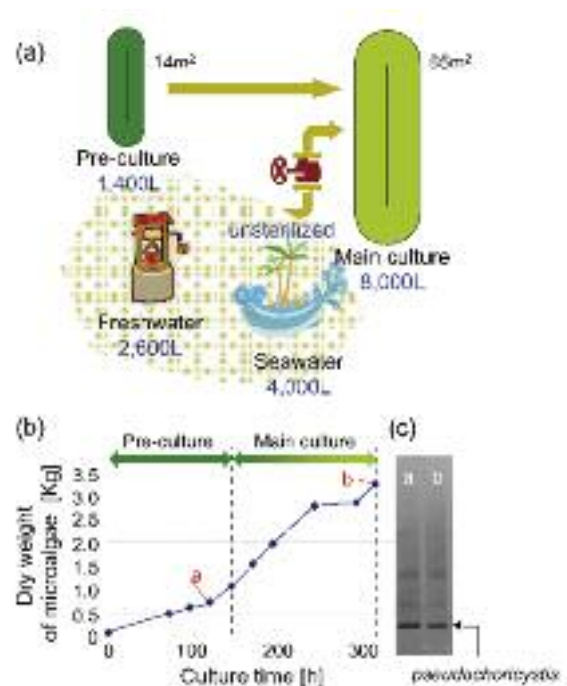 (a)
14m²
65m²
Pre-culture
1,400L
unsterilized
Main culture
8,000L
Freshwater
2,600L
Seawater
4,000L
(b)
Pre-culture
Main culture
(c)
Dry weight
of microalgae [Kg]
3.5
3.0
2.5
2.0
1.5
1.0
0.5
0
a
b
a
b
0
100
200
300
Culture time [h]
pseudochoricystis